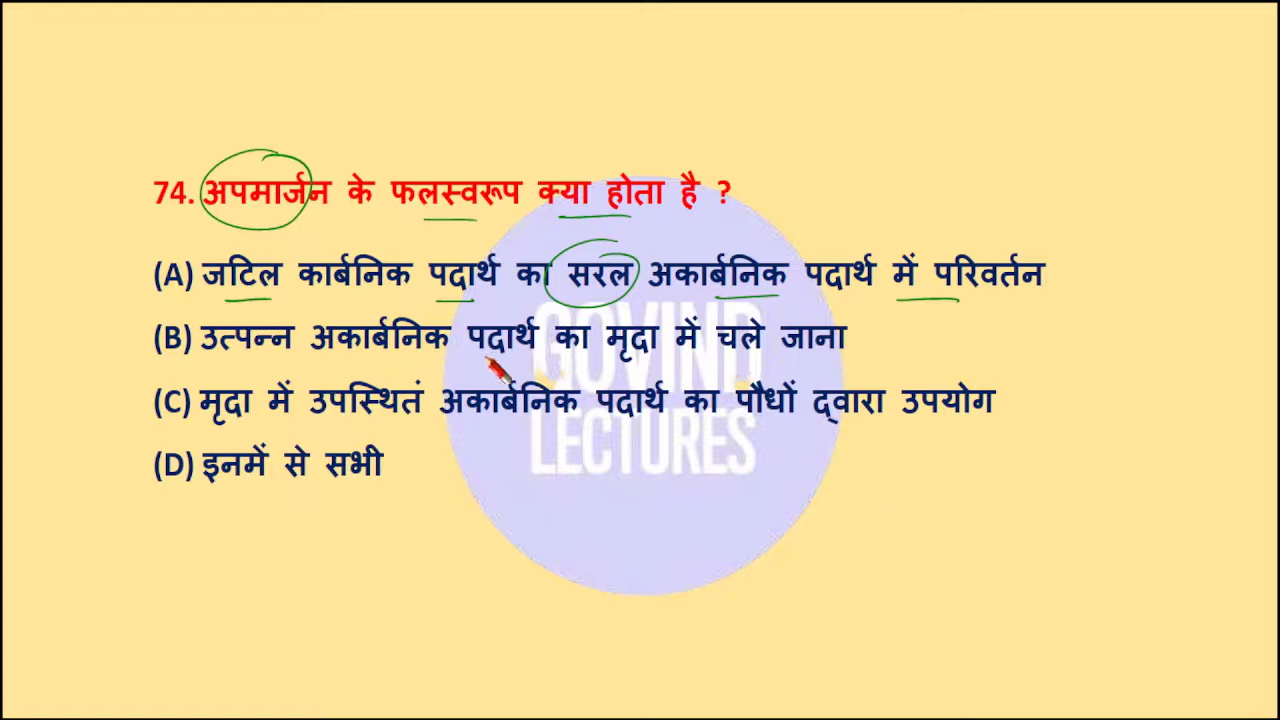 74. अपमार्जन के फलस्वरूप क्या होता है ?
(A) जटिल कार्बनिक पदार्थ का सरल अकार्बनिक पदार्थ में परिवर्तन
(B) उत्पन्न अकार्बनिक पदार्थ का मृदा में चले जाना
(C) मृदा में उपस्थितं अकार्बनिक पदार्थ का पौधों द्वारा उपयोग
(D) इनमें से सभी
GOVIND
LECTURES